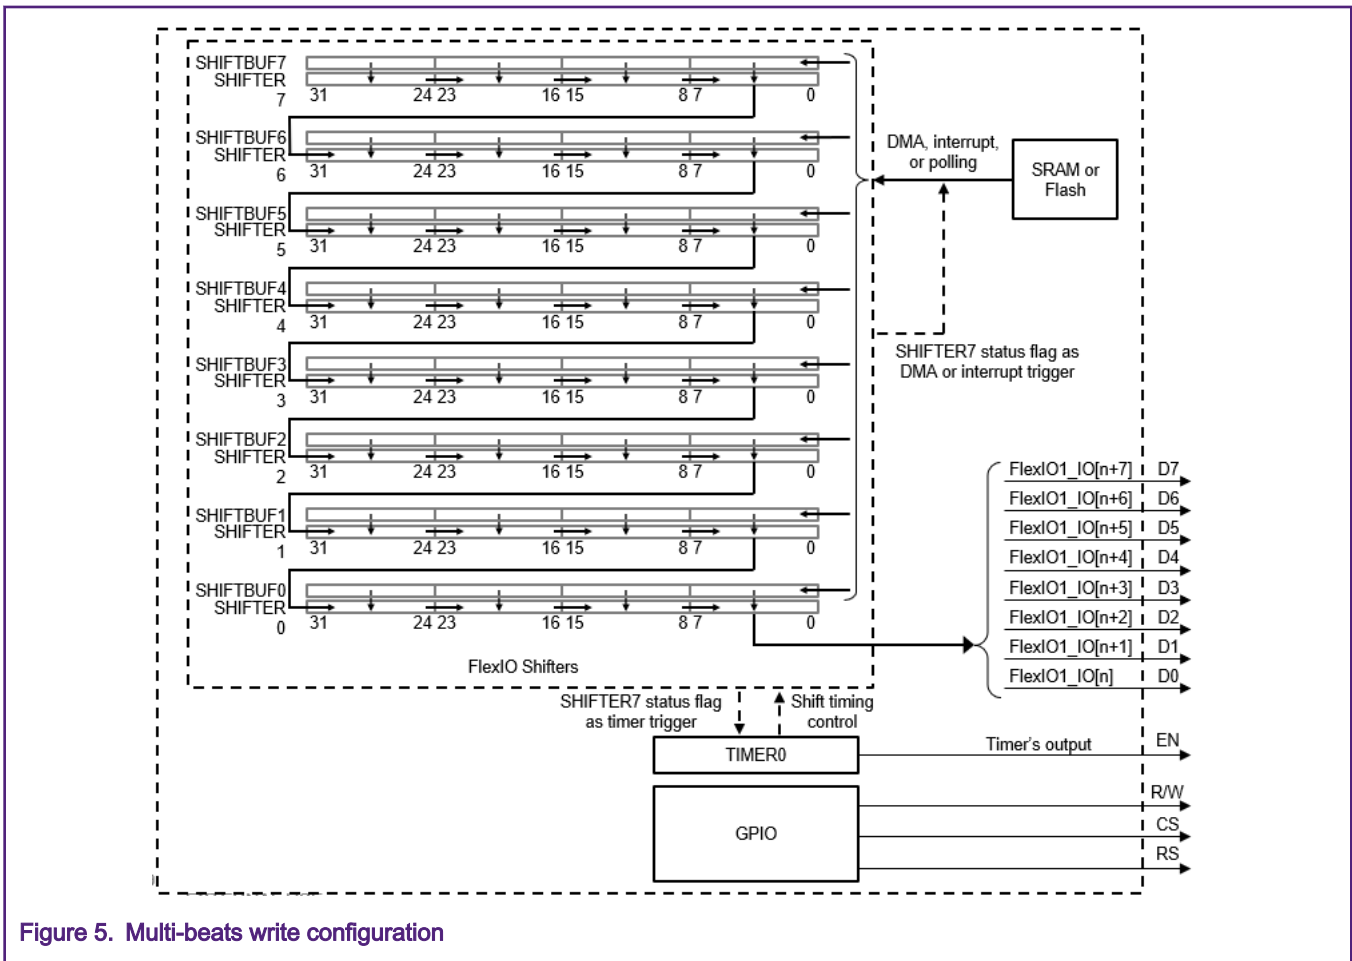 SHIFTBUF7
SHIFTER
7
31 24 23 16 15 8 7 0
SHIFTBUF6
SHIFTER
6
31 24 23 16 15 8 7 0
SHIFTBUF5
SHIFTER
5
31 24 23 16 15 8 7 0
SHIFTBUF4
SHIFTER
4
31 24 23 16 15 8 7 0
SHIFTBUF3
SHIFTER
3
31 24 23 16 15 8 7 0
SHIFTBUF2
SHIFTER
2
31 24 23 16 15 8 7 0
SHIFTBUF1
SHIFTER
1
31 24 23 16 15 8 7 0
SHIFTBUF0
SHIFTER
0
31 24 23 16 15 8 7 0
FlexIO Shifters
DMA, interrupt,
or polling
SRAM or
Flash
SHIFTER7 status flag as
DMA or interrupt trigger
FlexIO1_IO[n+7] D7
FlexIO1_IO[n+6] D6
FlexIO1_IO[n+5] D5
FlexIO1_IO[n+4] D4
FlexIO1_IO[n+3] D3
FlexIO1_IO[n+2] D2
FlexIO1_IO[n+1] D1
FlexIO1_IO[n] D0
SHIFTER7 status flag
as timer trigger
Shift timing
control
TIMER0
Timer's output
EN
GPIO
R/W
CS
RS
Figure 5. Multi-beats write configuration